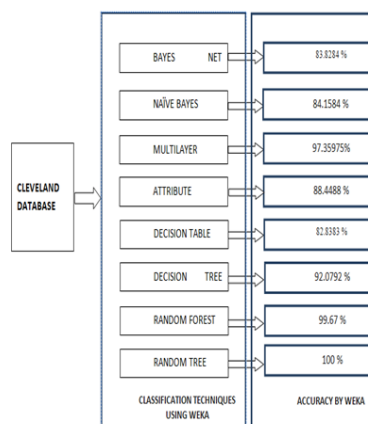 CLEVELAND
DATABASE
BAYES NET
83.8284 %
NAÏVE BAYES
84.1584 %
MULTILAYER
97.35975%
ATTRIBUTE
88.4488 %
DECISION TABLE
82.8383 %
DECISION TREE
92.0792 %
RANDOM FOREST
99.67 %
RANDOM TREE
100 %
CLASSIFICATION TECHNIQUES
USING WEKA
ACCURACY BY WEKA